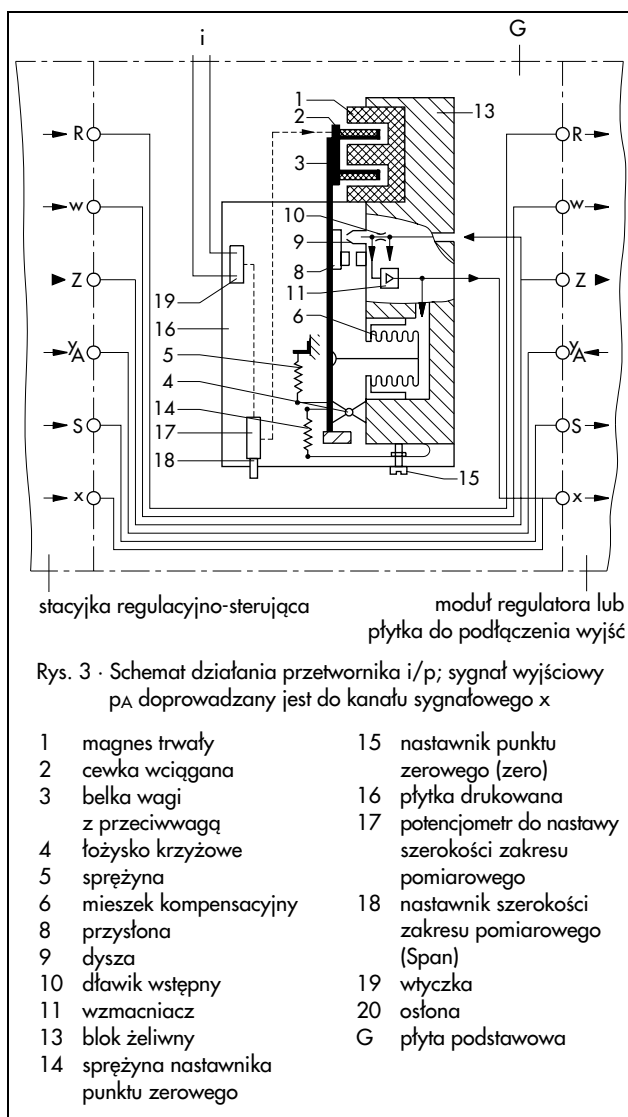 i
G
1
2
3
13
R
R
w
w
10
9
8
11
Z
Z
19
16
6
yA
yA
5
4
14
S
S
17
18
15
x
x
stacyjka regulacyjno-sterująca
moduł regulatora lub
płytka do podłączenia wyjść
Rys. 3 · Schemat działania przetwornika i/p; sygnał wyjściowy
pA doprowadzany jest do kanału sygnałowego x
1 magnes trwały
2 cewka wciągana
3 belka wagi
z przeciwwagą
4 łożysko krzyżowe
5 sprężyna
6 mieszek kompensacyjny
8 przysłona
9 dysza
10 dławik wstępny
11 wzmacniacz
13 blok żeliwny
14 sprężyna nastawnika
punktu zerowego
15 nastawnik punktu
zerowego (zero)
16 płytka drukowana
17 potencjometr do nastawy
szerokości zakresu
pomiarowego
18 nastawnik szerokości
zakresu pomiarowego
(Span)
19 wtyczka
20 osłona
G płyta podstawowa